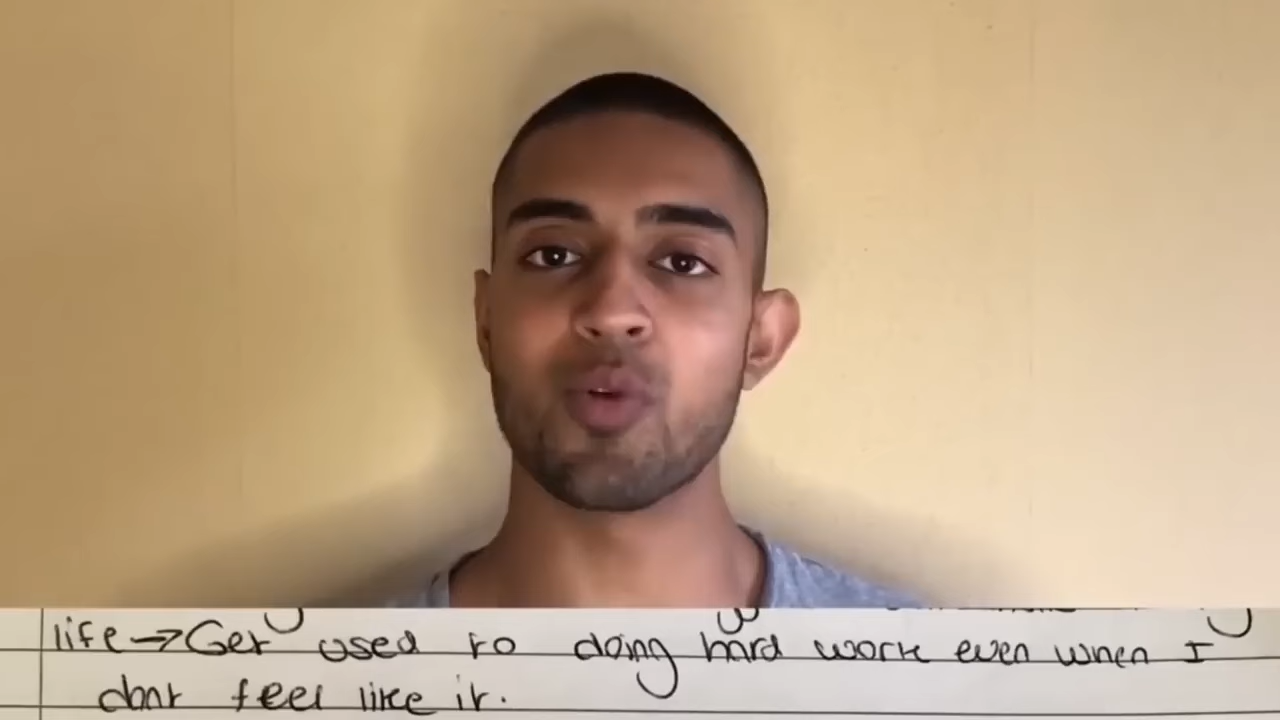 life → Get used to doing hard work even when I
dont feel like it.